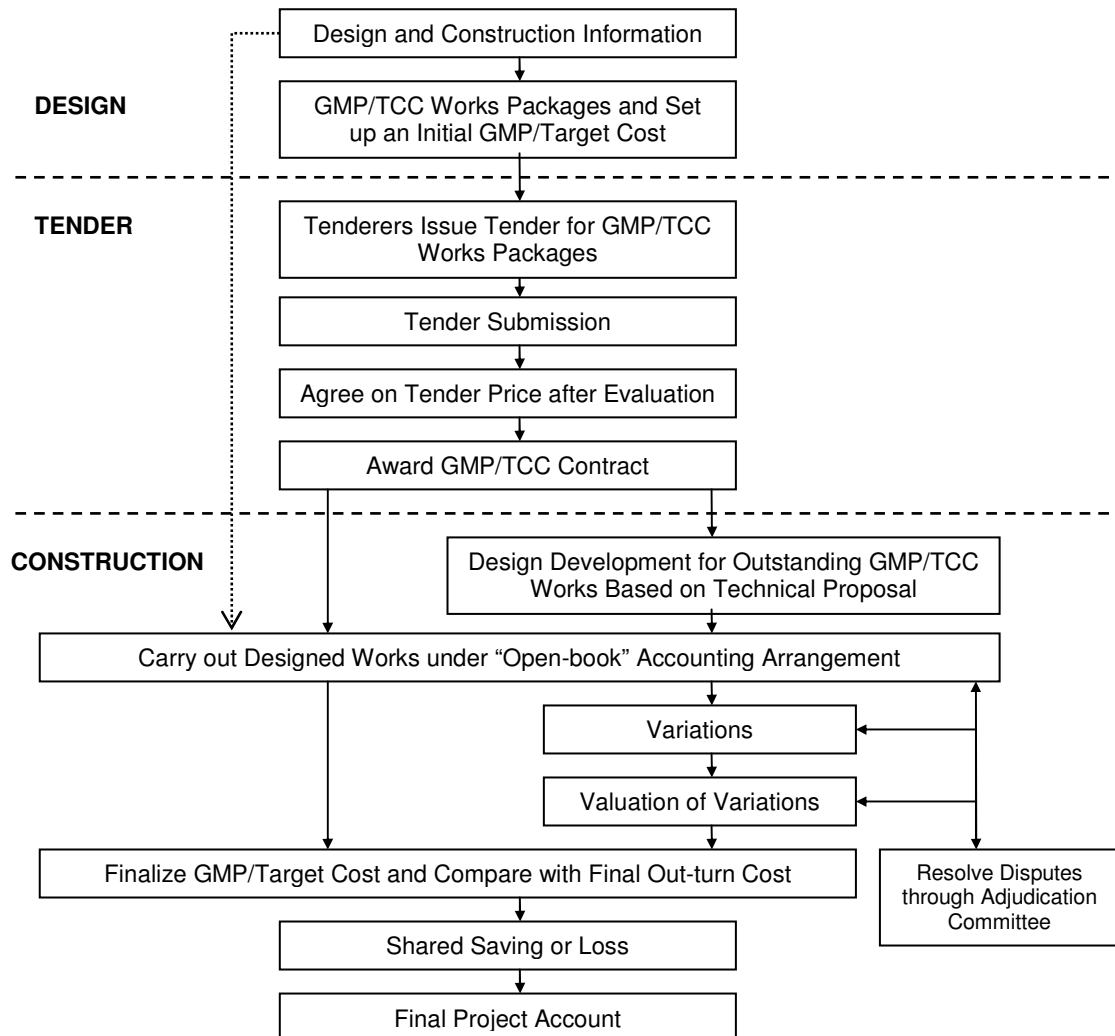 Design and Construction Information
DESIGN
GMP/TCC Works Packages and Set
up an Initial GMP/Target Cost
TENDER
Tenderers Issue Tender for GMP/TCC
Works Packages
Tender Submission
Agree on Tender Price after Evaluation
Award GMP/TCC Contract
CONSTRUCTION
Design Development for Outstanding GMP/TCC
Works Based on Technical Proposal
Carry out Designed Works under “Open-book” Accounting Arrangement
Variations
Valuation of Variations
Finalize GMP/Target Cost and Compare with Final Out-turn Cost
Resolve Disputes
through Adjudication
Committee
Shared Saving or Loss
Final Project Account